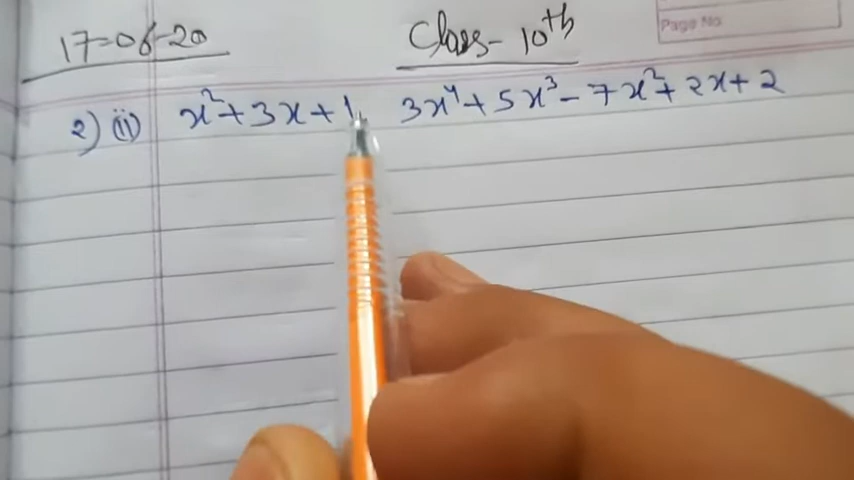 17-06-20
Class- 10th
Page No
2) (ii) x²+3x+1, 3x⁴+5x³-7x²+2x+2